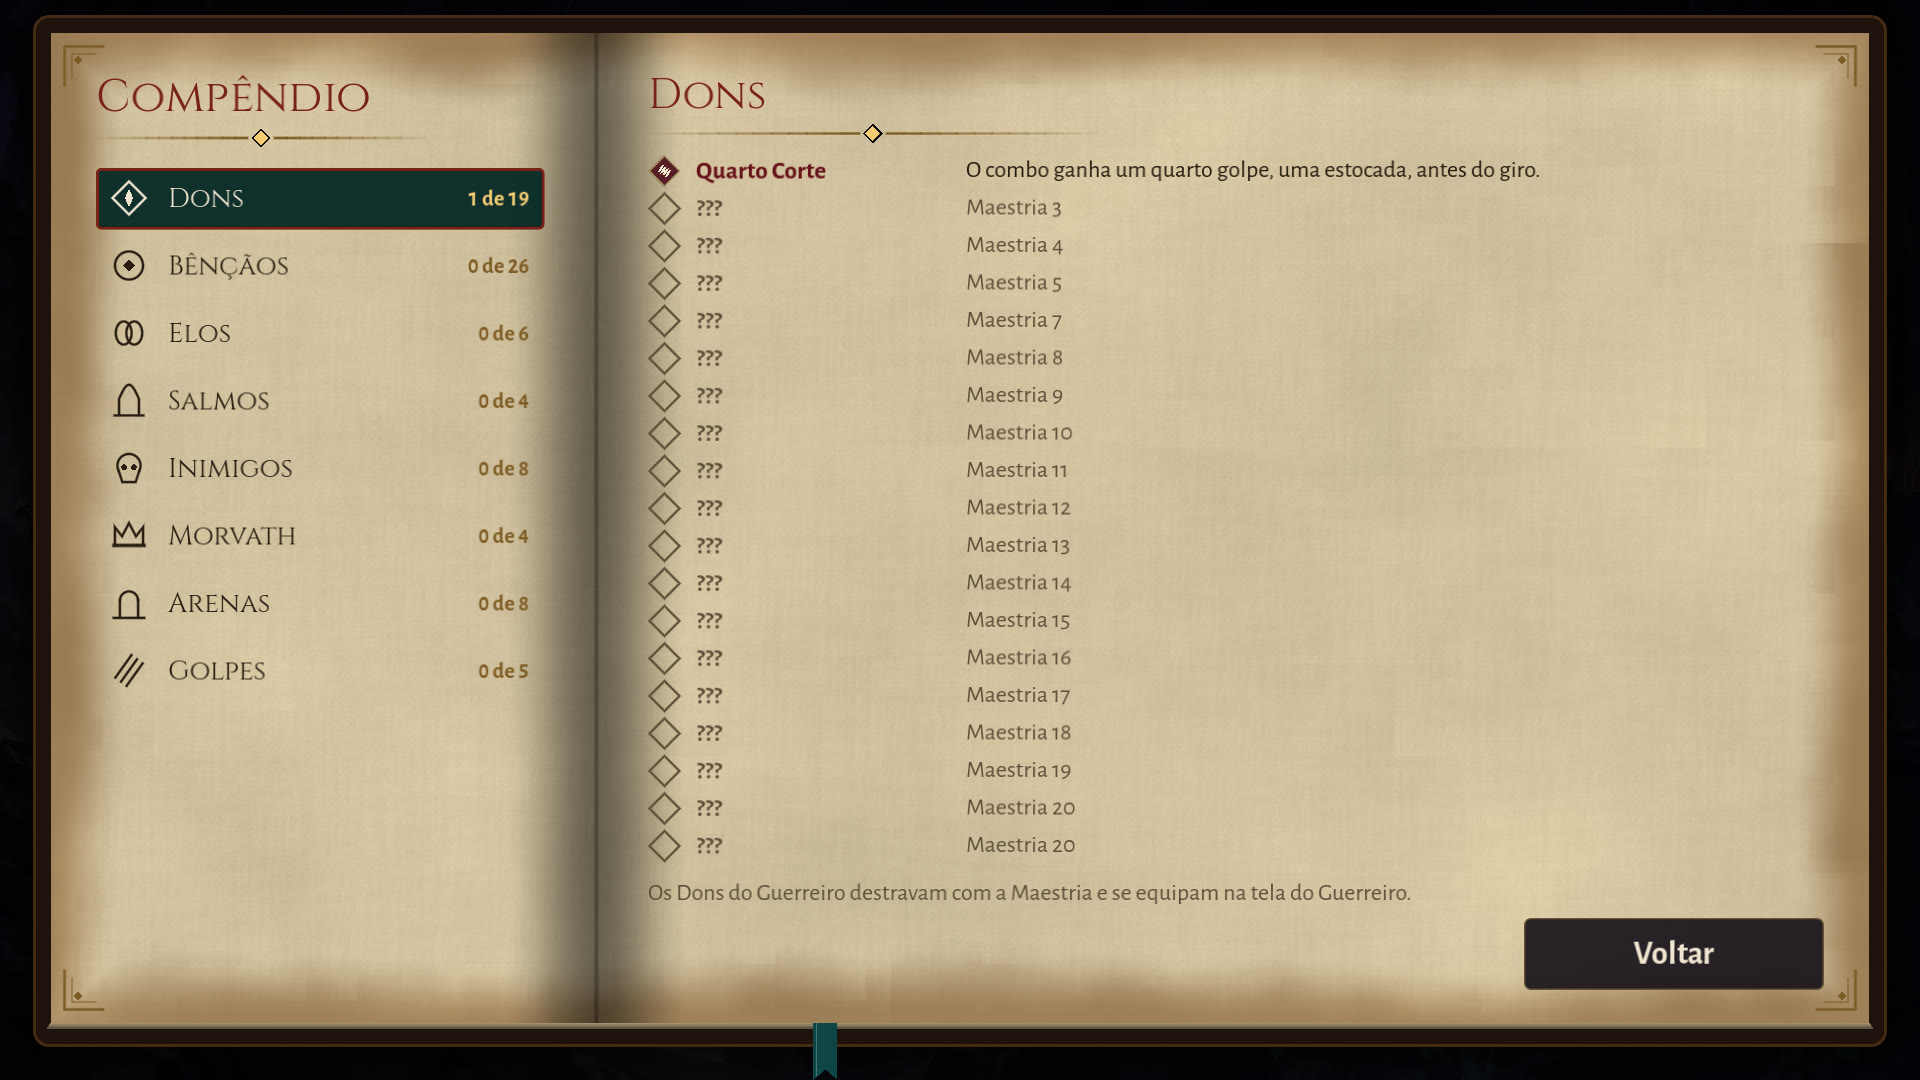 Compêndio
Dons 1 de 19
Bênçãos 0 de 26
Elos 0 de 6
Salmos 0 de 4
Inimigos 0 de 8
Morvath 0 de 4
Arenas 0 de 8
Golpes 0 de 5
Dons
Quarto Corte O combo ganha um quarto golpe, uma estocada, antes do giro.
??? Maestria 3
??? Maestria 4
??? Maestria 5
??? Maestria 7
??? Maestria 8
??? Maestria 9
??? Maestria 10
??? Maestria 11
??? Maestria 12
??? Maestria 13
??? Maestria 14
??? Maestria 15
??? Maestria 16
??? Maestria 17
??? Maestria 18
??? Maestria 19
??? Maestria 20
??? Maestria 20
Os Dons do Guerreiro destravam com a Maestria e se equipam na tela do Guerreiro.
Voltar